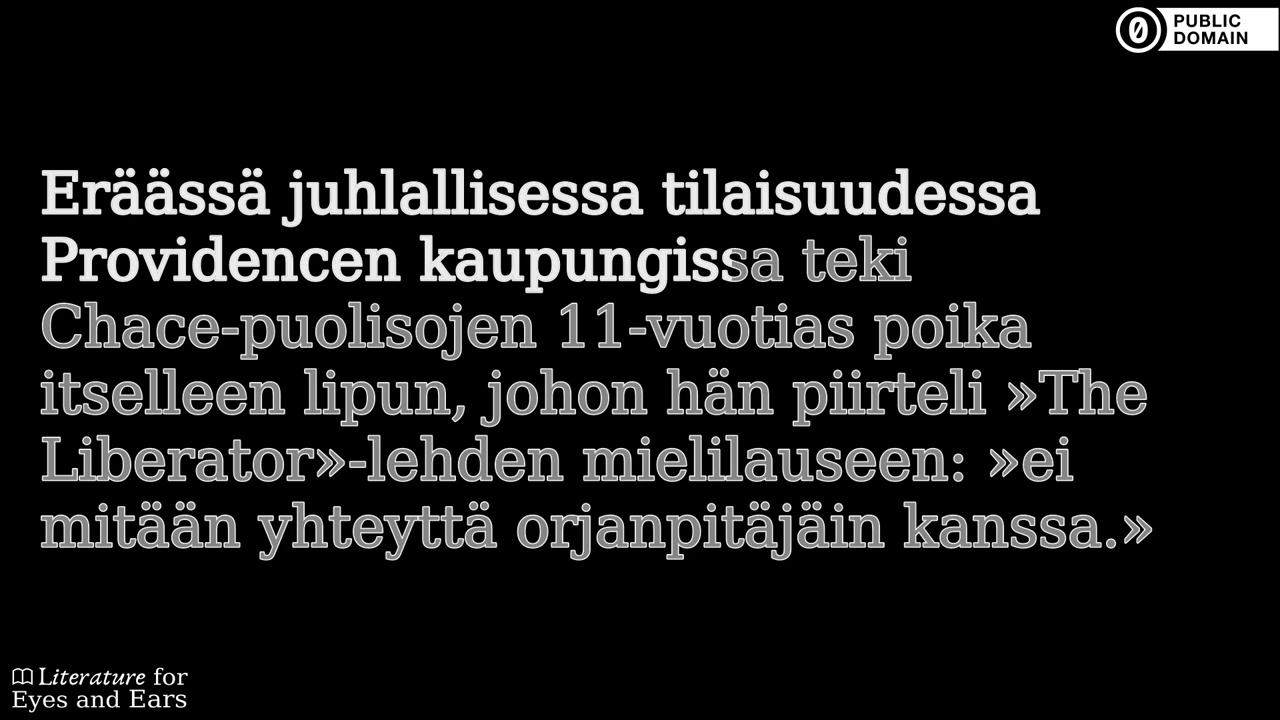 PUBLIC
DOMAIN
Eräässä juhlallisessa tilaisuudessa
Providencen kaupungissa teki
Chace-puolisojen 11-vuotias poika
itselleen lipun, johon hän piirteli »The
Liberator»-lehden mielilauseen: »ei
mitään yhteyttä orjanpitäjäin kanssa.»
Literature for
Eyes and Ears